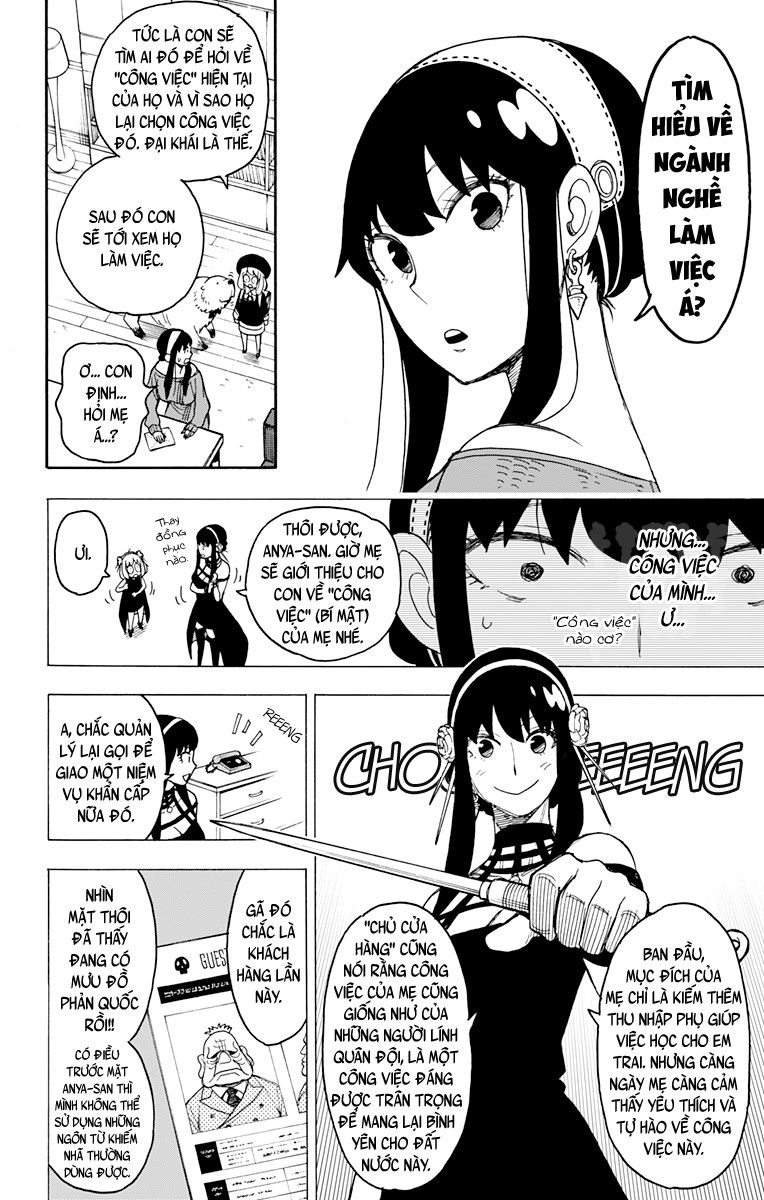 TÌM
HIỂU VỀ
NGÀNH
NGHỀ
LÀM
VIỆC
Á?
TỨC LÀ CON SẼ
TÌM AI ĐÓ ĐỂ HỎI VỀ
"CÔNG VIỆC" HIỆN TẠI
CỦA HỌ VÀ VÌ SAO HỌ
LẠI CHỌN CÔNG VIỆC
ĐÓ. ĐẠI KHÁI LÀ THẾ.
SAU ĐÓ CON
SẼ TỚI XEM HỌ
LÀM VIỆC.
Ơ... CON
ĐỊNH...
HỎI MẸ
Á...?
NHƯNG...
CÔNG VIỆC
CỦA MÌNH...
Ư...
"Công việc"
nào cơ?
THÔI ĐƯỢC,
ANYA-SAN. GIỜ MẸ
SẼ GIỚI THIỆU CHO
CON VỀ "CÔNG
VIỆC" (BÍ MẬT)
CỦA MẸ NHÉ.
Thay
đồng
phục
nào.
ƯI.
CHO
EEEENG
BAN ĐẦU,
MỤC ĐÍCH CỦA
MẸ CHỈ LÀ KIẾM THÊM
THU NHẬP PHỤ GIÚP
VIỆC HỌC CHO EM
TRAI. NHƯNG CÀNG
NGÀY MẸ CÀNG CẢM
THẤY YÊU THÍCH VÀ
TỰ HÀO VỀ CÔNG
VIỆC NÀY.
"CHỦ CỬA
HÀNG" CŨNG
NÓI RẰNG CÔNG
VIỆC CỦA MẸ CŨNG
GIỐNG NHƯ CỦA
NHỮNG NGƯỜI LÍNH
QUÂN ĐỘI, LÀ MỘT
CÔNG VIỆC ĐÁNG
ĐƯỢC TRÂN TRỌNG
ĐỂ MANG LẠI BÌNH
YÊN CHO ĐẤT
NƯỚC NÀY.
REEENG
A, CHẮC QUẢN
LÝ LẠI GỌI ĐỂ
GIAO MỘT NIỆM
VỤ KHẨN CẤP
NỮA ĐÓ.
GÃ ĐÓ
CHẮC LÀ
KHÁCH
HÀNG LẦN
NÀY.
GUES
NHÌN
MẶT THÔI
ĐÃ THẤY
ĐANG CÓ
MƯU ĐỒ
PHẢN QUỐC
RỒI!!
CÓ ĐIỀU
TRƯỚC MẶT
ANYA-SAN THÌ
MÌNH KHÔNG THỂ
SỬ DỤNG NHỮNG
NGÔN TỪ KHIẾM
NHÃ THƯỜNG
DÙNG ĐƯỢC.